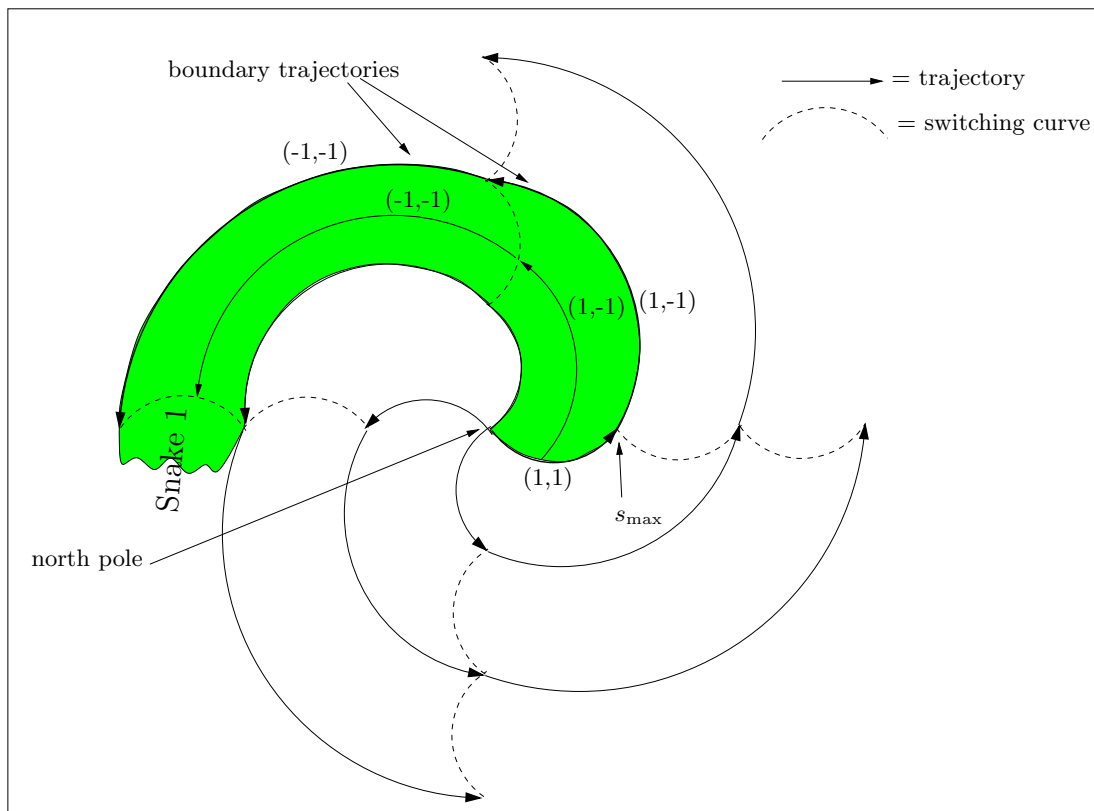 boundary trajectories
= trajectory
= switching curve
(-1,-1)
(-1,-1)
(1,-1)
(1,-1)
Snake 1
(1,1)
s_max
north pole